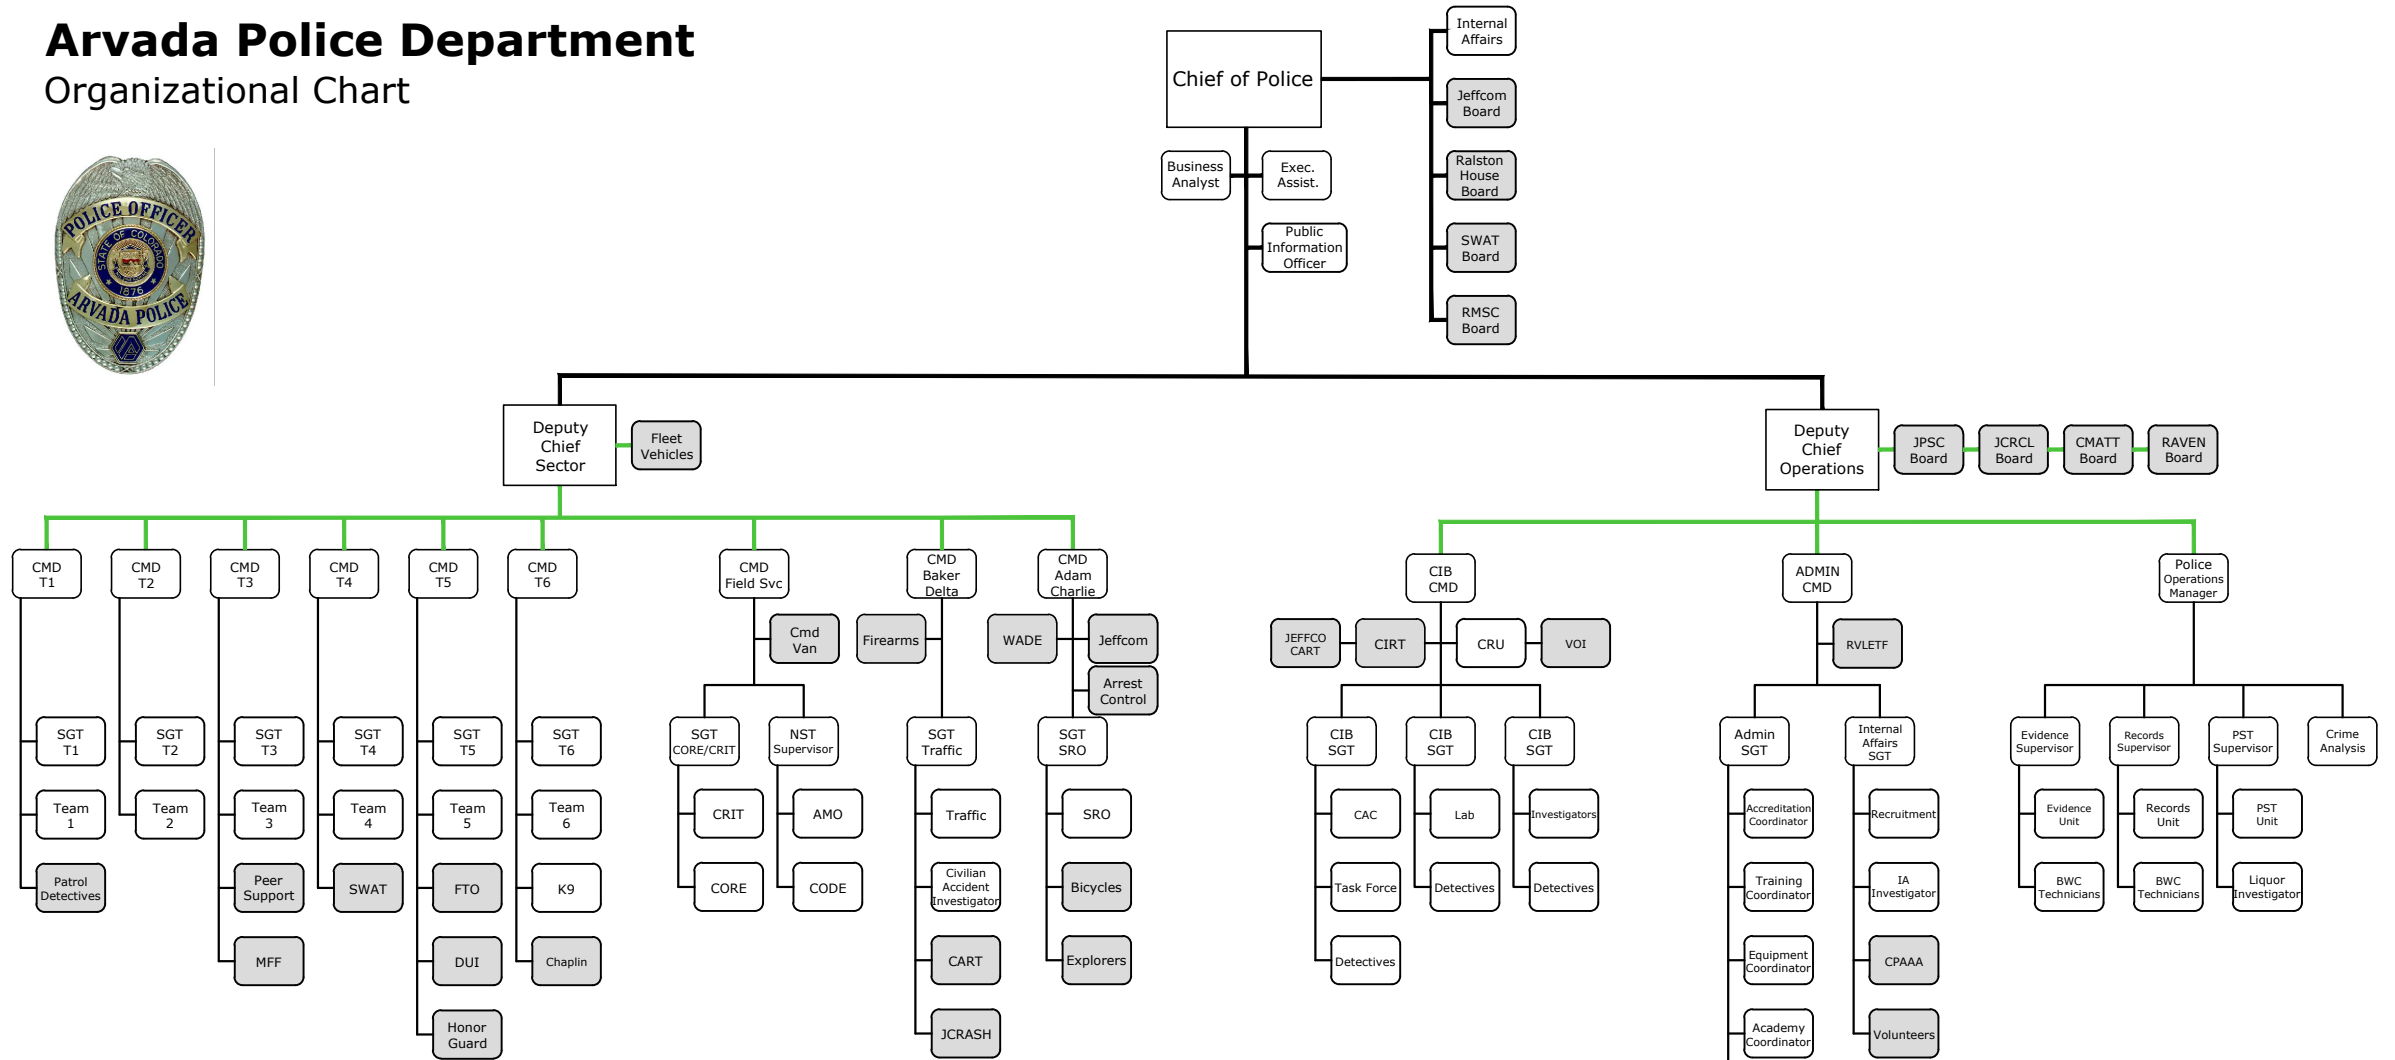 Arvada Police Department
Organizational Chart
POLICE OFFICER
STATE OF COLORADO
1876
ARVADA POLICE
Chief of Police
Internal
Affairs
Jeffcom
Board
Ralston
House
Board
SWAT
Board
RMSC
Board
Business
Analyst
Exec.
Assist.
Public
Information
Officer
Deputy
Chief
Sector
Fleet
Vehicles
Deputy
Chief
Operations
JPSC
Board
JCRCL
Board
CMATT
Board
RAVEN
Board
CMD
T1
CMD
T2
CMD
T3
CMD
T4
CMD
T5
CMD
T6
CMD
Field Svc
CMD
Baker
Delta
CMD
Adam
Charlie
CIB
CMD
ADMIN
CMD
Police
Operations
Manager
Cmd
Van
Firearms
WADE
Jeffcom
Arrest
Control
JEFFCO
CART
CIRT
CRU
VOI
RVLETF
SGT
T1
SGT
T2
SGT
T3
SGT
T4
SGT
T5
SGT
T6
SGT
CORE/CRIT
NST
Supervisor
SGT
Traffic
SGT
SRO
CIB
SGT
CIB
SGT
CIB
SGT
Admin
SGT
Internal
Affairs
SGT
Evidence
Supervisor
Records
Supervisor
PST
Supervisor
Crime
Analysis
Team
1
Team
2
Team
3
Team
4
Team
5
Team
6
CRIT
AMO
Traffic
SRO
CAC
Lab
Investigators
Accreditation
Coordinator
Recruitment
Evidence
Unit
Records
Unit
PST
Unit
Patrol
Detectives
Peer
Support
SWAT
FTO
K9
CORE
CODE
Civilian
Accident
Investigator
Bicycles
Task Force
Detectives
Detectives
Training
Coordinator
IA
Investigator
BWC
Technicians
BWC
Technicians
Liquor
Investigator
MFF
DUI
Chaplin
CART
Explorers
Detectives
Equipment
Coordinator
CPAAA
Honor
Guard
JCRASH
Academy
Coordinator
Volunteers